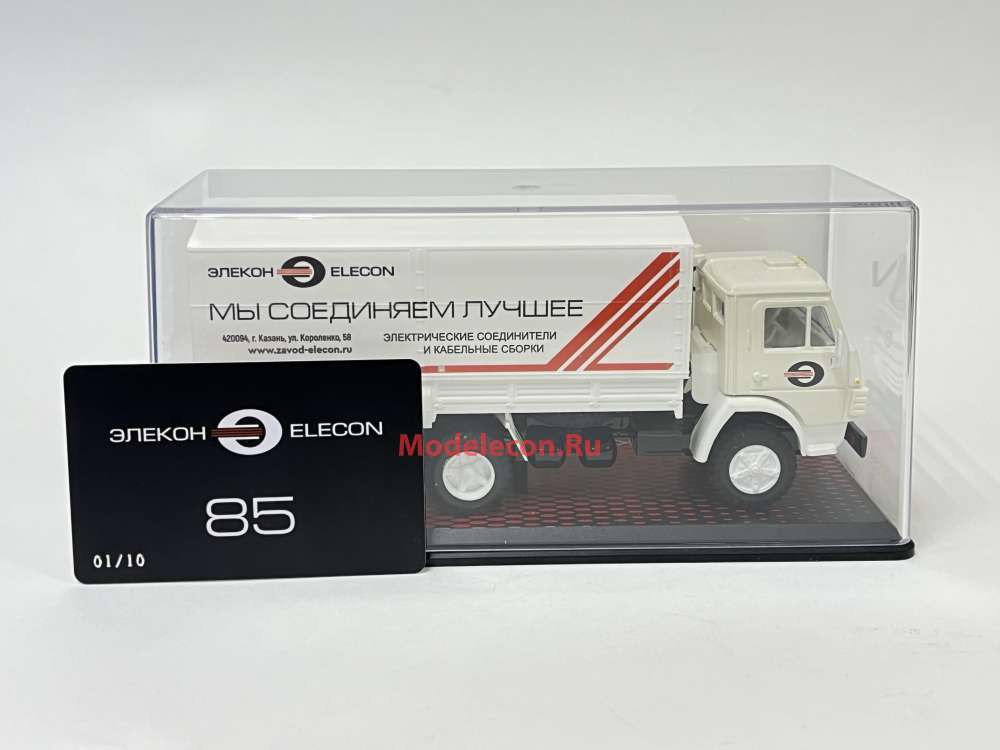 ЭЛЕКОН ELECON
МЫ СОЕДИНЯЕМ ЛУЧШЕЕ
420094, г. Казань, ул. Короленко, 58
www.zavod-elecon.ru
ЭЛЕКТРИЧЕСКИЕ СОЕДИНИТЕЛИ
И КАБЕЛЬНЫЕ СБОРКИ
ЭЛЕКОН ELECON
85
01/10
Modelecon.Ru